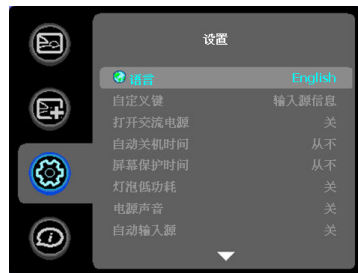 设置
语言 English
自定义键 输入源信息
打开交流电源 关
自动关机时间 从不
屏幕保护时间 从不
灯泡低功耗 关
电源声音 关
自动输入源 关